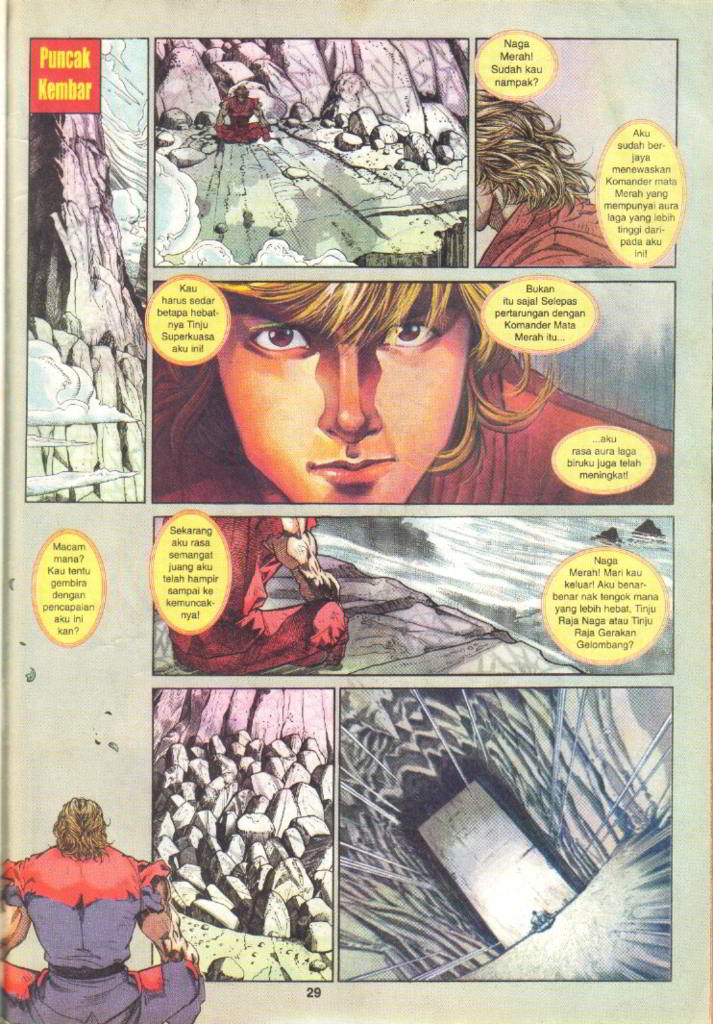 Puncak
Kembar
Naga
Merah!
Sudah kau
nampak?
Aku
sudah ber-
jaya
menewaskan
Komander mata
Merah yang
mempunyai aura
laga yang lebih
tinggi dari-
pada aku
ini!
Kau
harus sedar
betapa hebat-
nya Tinju
Superkuasa
aku ini!
Bukan
itu saja! Selepas
pertarungan dengan
Komander Mata
Merah itu...
...aku
rasa aura laga
biruku juga telah
meningkat!
Macam
mana?
Kau tentu
gembira
dengan
pencapaian
aku ini
kan?
Sekarang
aku rasa
semangat
juang aku
telah hampir
sampai ke
kemuncak-
nya!
Naga
Merah! Mari kau
keluar! Aku benar-
benar nak tengok mana
yang lebih hebat, Tinju
Raja Naga atau Tinju
Raja Gerakan
Gelombang?
29